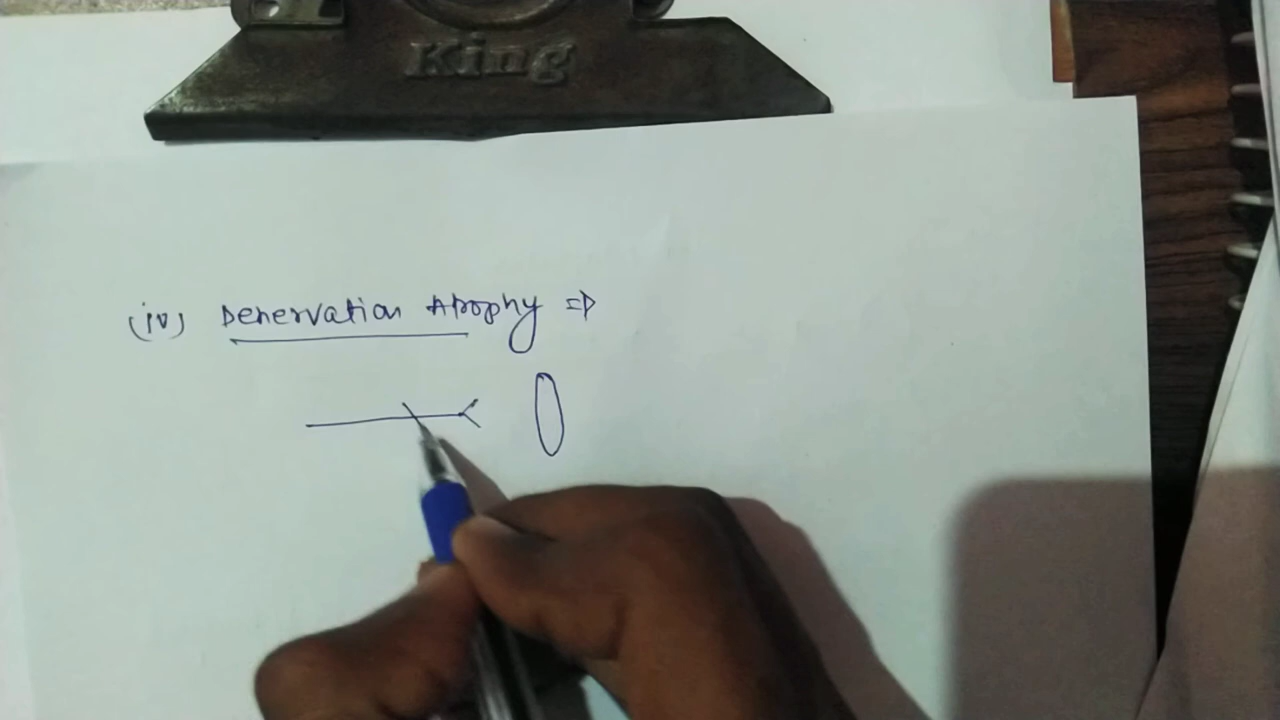 King
(iv) Denervation Atrophy ⇒